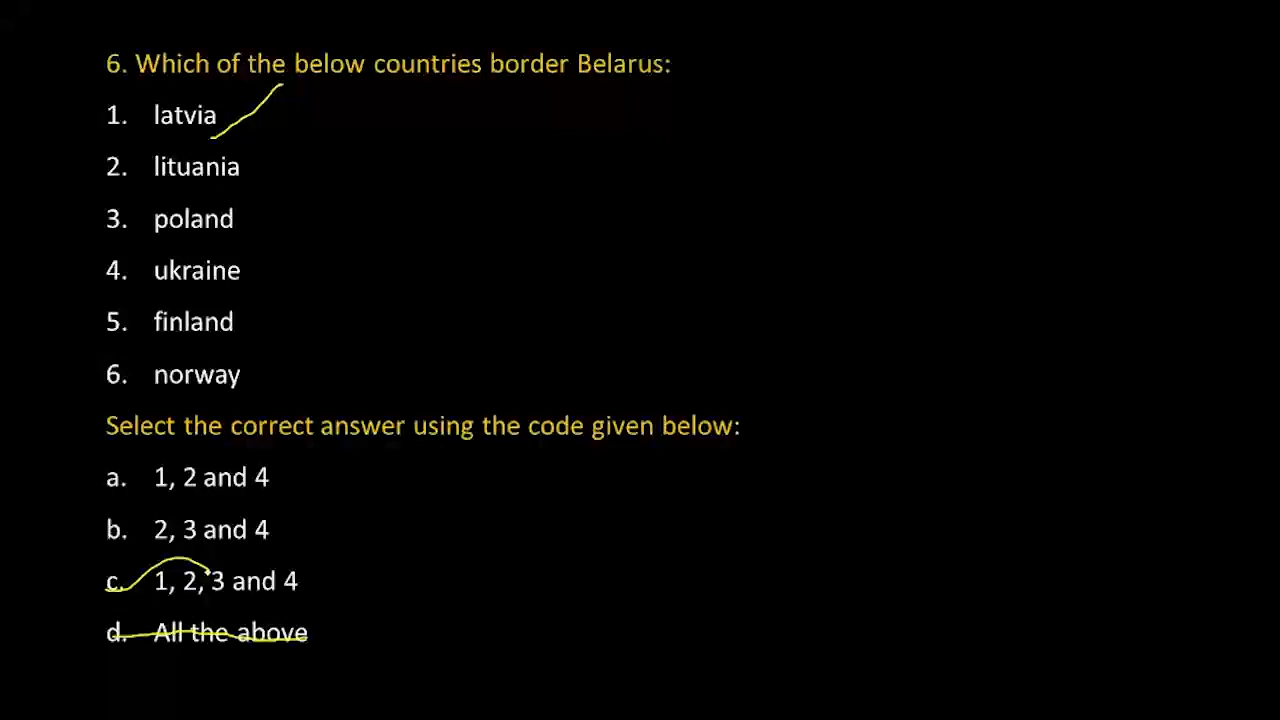 6. Which of the below countries border Belarus:
1. latvia
2. lituania
3. poland
4. ukraine
5. finland
6. norway
Select the correct answer using the code given below:
a. 1, 2 and 4
b. 2, 3 and 4
c. 1, 2, 3 and 4
d. All the above